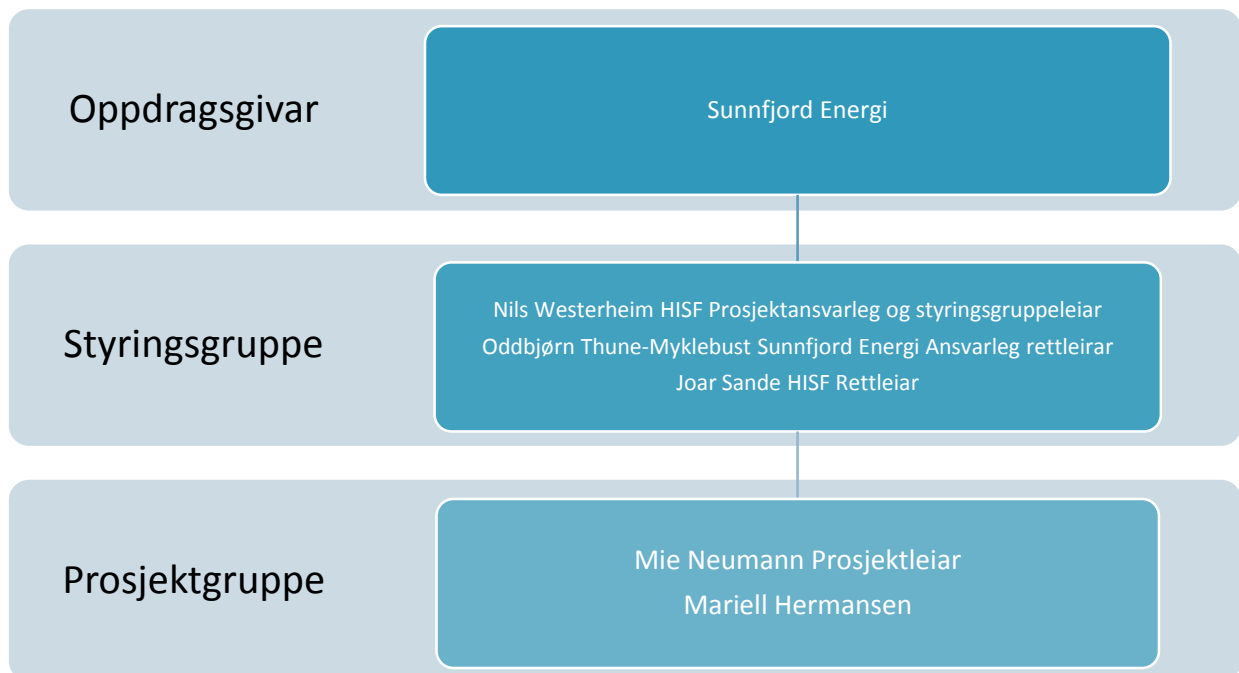 Oppdragsgivar
Sunnfjord Energi
Styringsgruppe
Nils Westerheim HISF Prosjektansvarleg og styringsgruppeleiar
Oddbjørn Thune-Myklebust Sunnfjord Energi Ansvarleg rettleirar
Joar Sande HISF Rettleiar
Prosjektgruppe
Mie Neumann Prosjektleiar
Mariell Hermansen